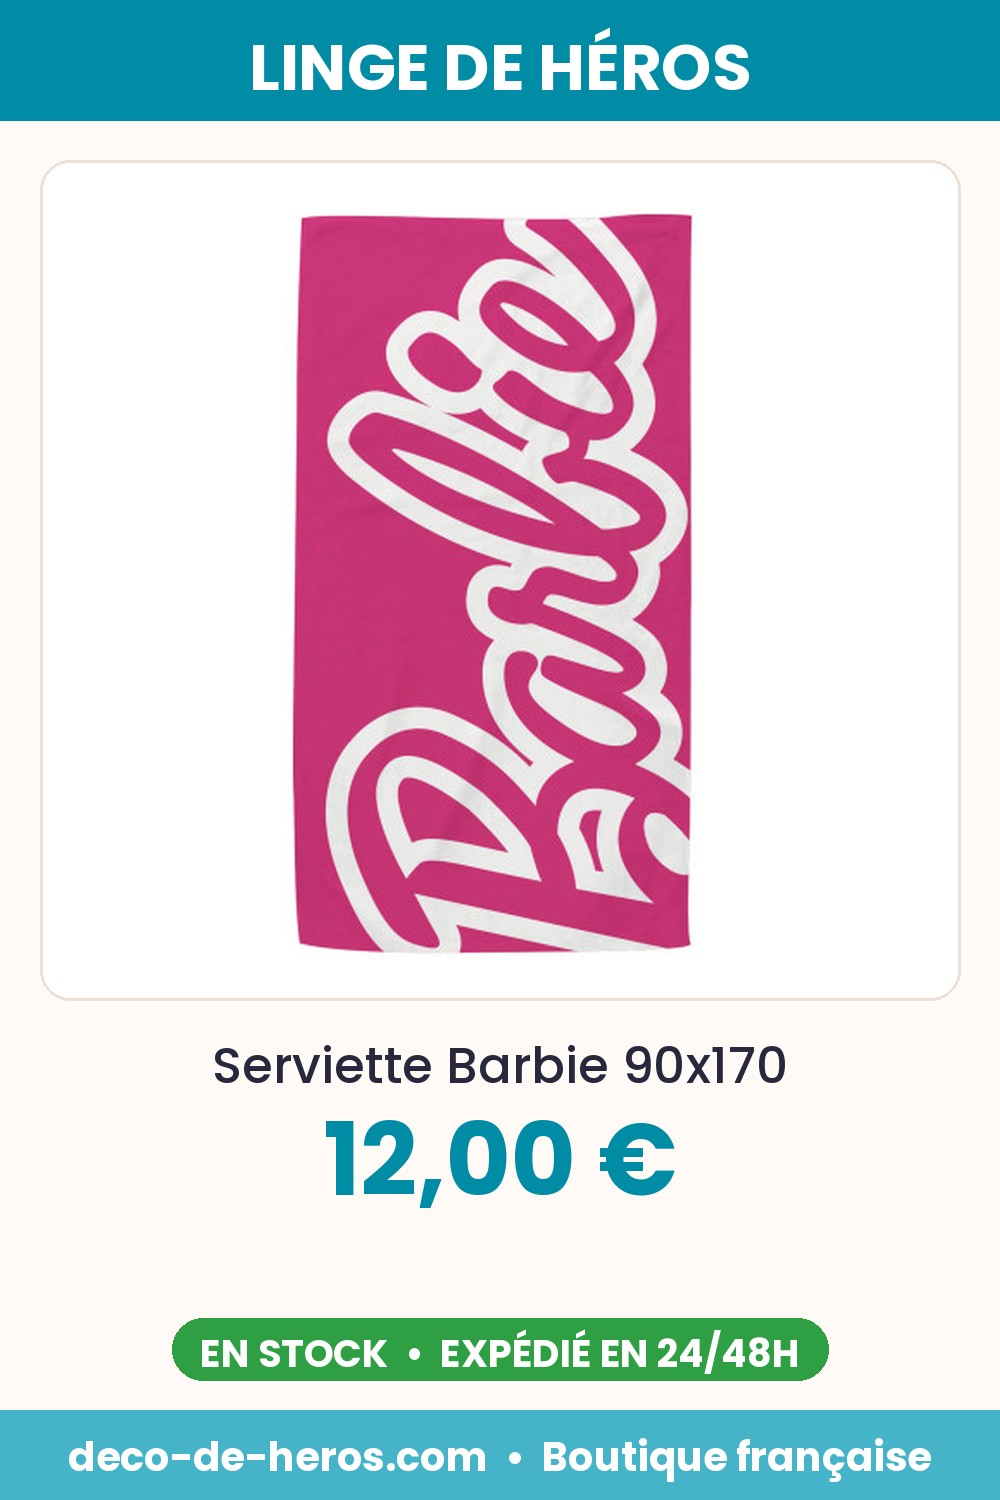 LINGE DE HÉROS
Barbie
Serviette Barbie 90x170
12,00 €
EN STOCK • EXPÉDIÉ EN 24/48H
deco-de-heros.com • Boutique française